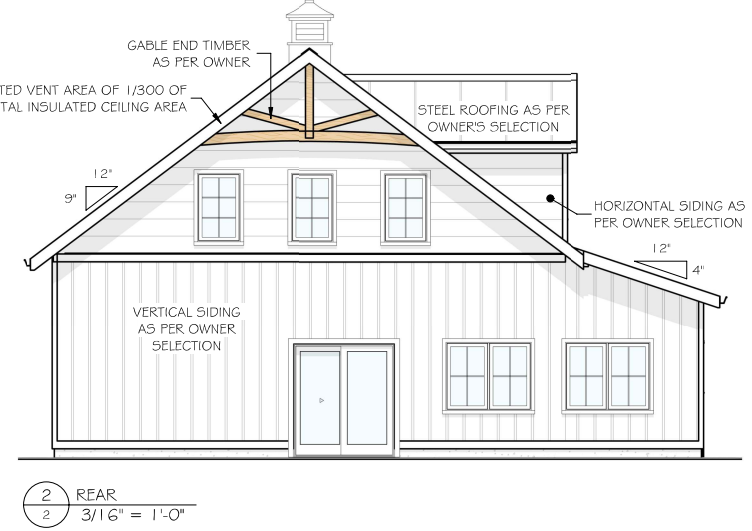 GABLE END TIMBER
AS PER OWNER
TED VENT AREA OF 1/300 OF
TAL INSULATED CEILING AREA
STEEL ROOFING AS PER
OWNER'S SELECTION
12"
9"
HORIZONTAL SIDING AS
PER OWNER SELECTION
12"
4"
VERTICAL SIDING
AS PER OWNER
SELECTION
2 REAR
2 3/16" = 1'-0"